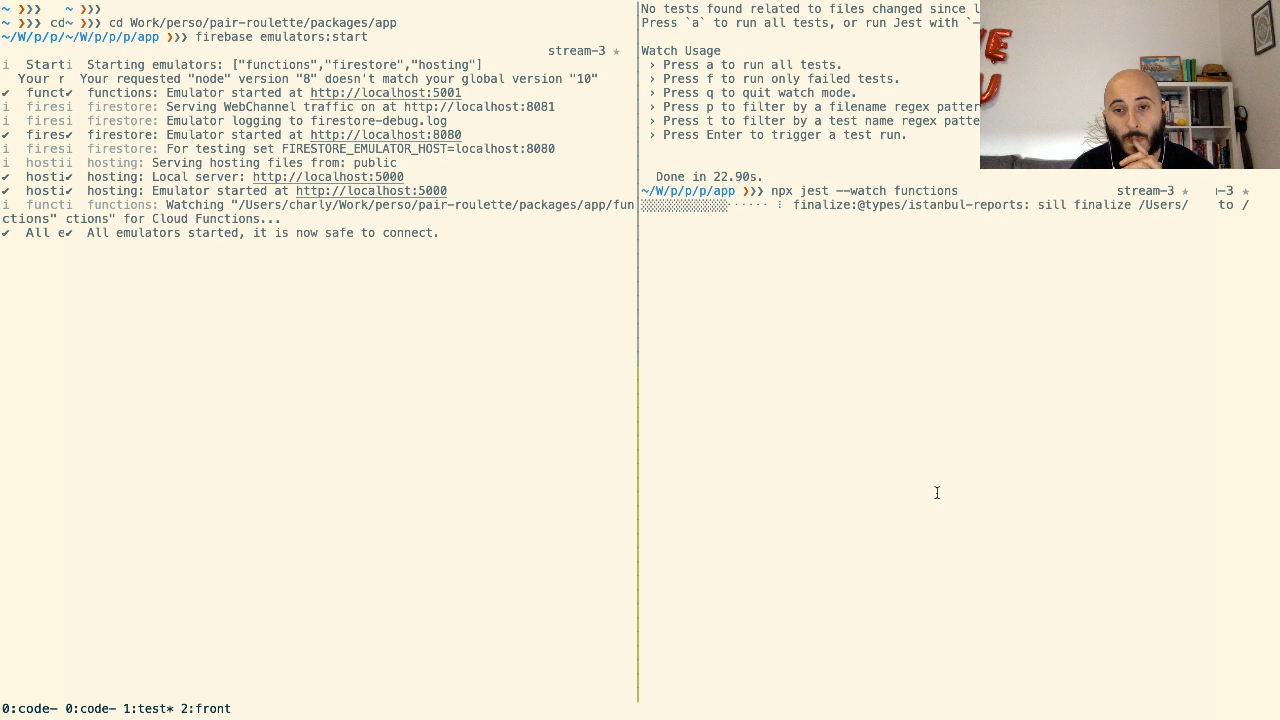 ~ ❯❯❯   ~ ❯❯❯
~ ❯❯❯ cd~ ❯❯❯ cd Work/perso/pair-roulette/packages/app
~/W/p/p/~/W/p/p/p/app ❯❯❯ firebase emulators:start
stream-3 ★
i  Starti  Starting emulators: ["functions","firestore","hosting"]
Your r  Your requested "node" version "8" doesn't match your global version "10"
✔  funct✔  functions: Emulator started at http://localhost:5001
i  firesi  firestore: Serving WebChannel traffic on at http://localhost:8081
i  firesi  firestore: Emulator logging to firestore-debug.log
✔  fires✔  firestore: Emulator started at http://localhost:8080
i  firesi  firestore: For testing set FIRESTORE_EMULATOR_HOST=localhost:8080
i  hostii  hosting: Serving hosting files from: public
✔  hosti✔  hosting: Local server: http://localhost:5000
✔  hosti✔  hosting: Emulator started at http://localhost:5000
i  functi  functions: Watching "/Users/charly/Work/perso/pair-roulette/packages/app/fun
ctions" ctions" for Cloud Functions...
✔  All e✔  All emulators started, it is now safe to connect.
No tests found related to files changed since l
Press `a` to run all tests, or run Jest with `-
Watch Usage
› Press a to run all tests.
› Press f to run only failed tests.
› Press q to quit watch mode.
› Press p to filter by a filename regex patter
› Press t to filter by a test name regex patte
› Press Enter to trigger a test run.
Done in 22.90s.
~/W/p/p/p/app ❯❯❯ npx jest --watch functions stream-3 ★ -3 ★
░░░░░░░░░░░░······ ⸽ finalize:@types/istanbul-reports: sill finalize /Users/ to /
0:code- 0:code- 1:test* 2:front